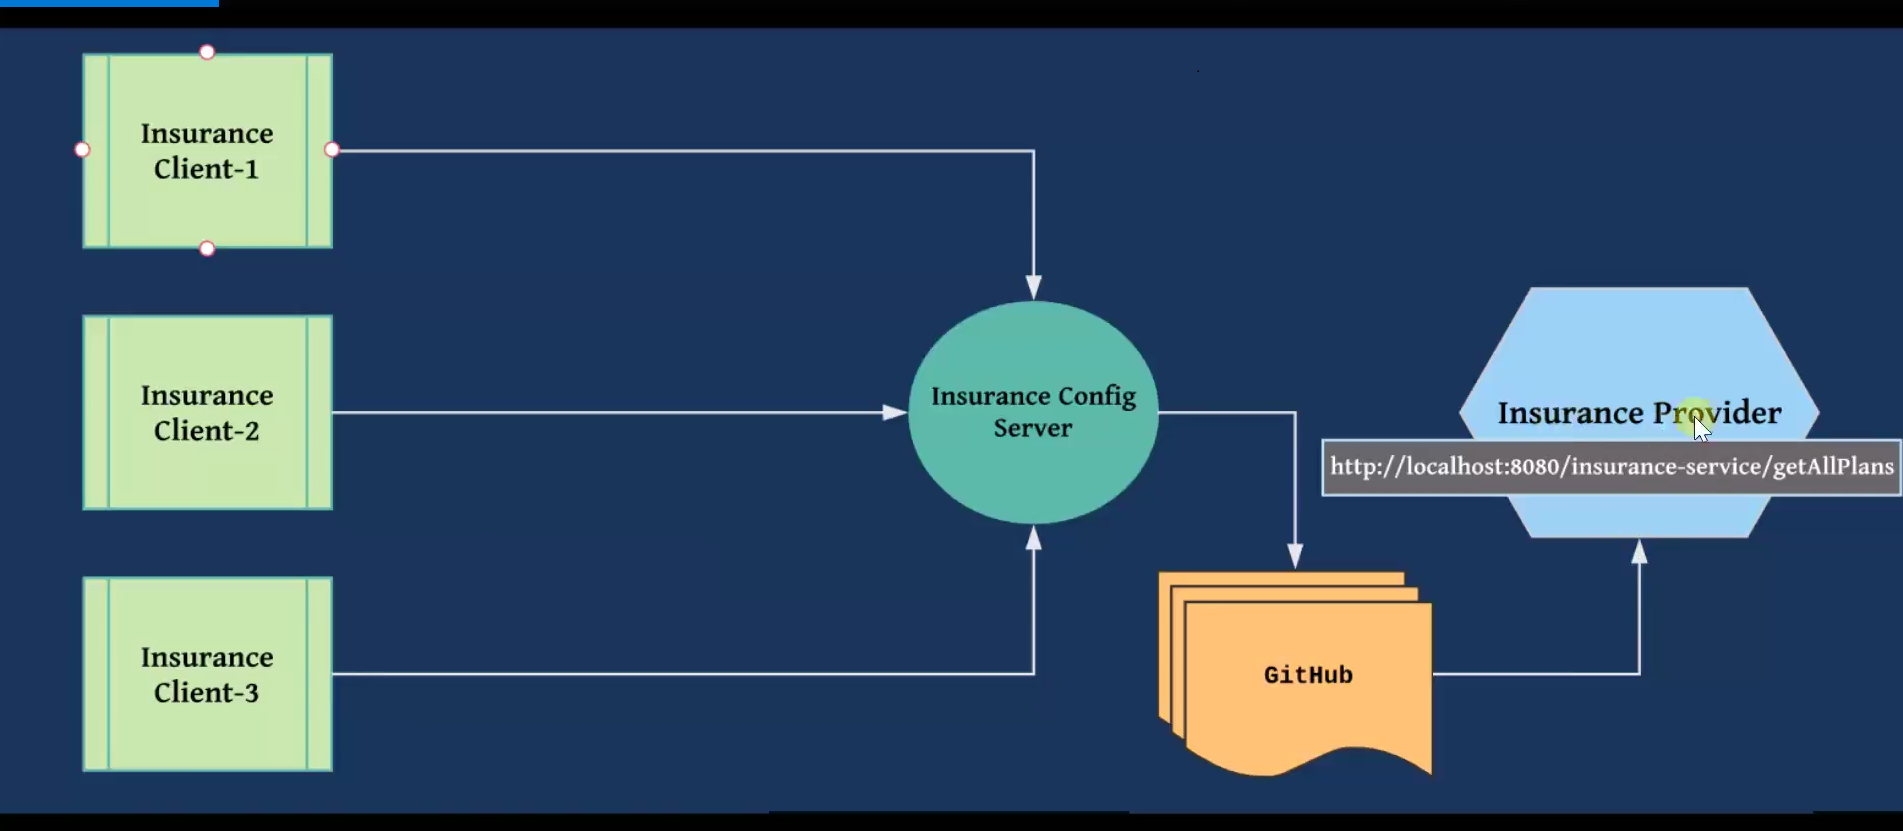 Insurance
Client-1
Insurance
Client-2
Insurance Config
Server
Insurance Provider
http://localhost:8080/insurance-service/getAllPlans
Insurance
Client-3
GitHub